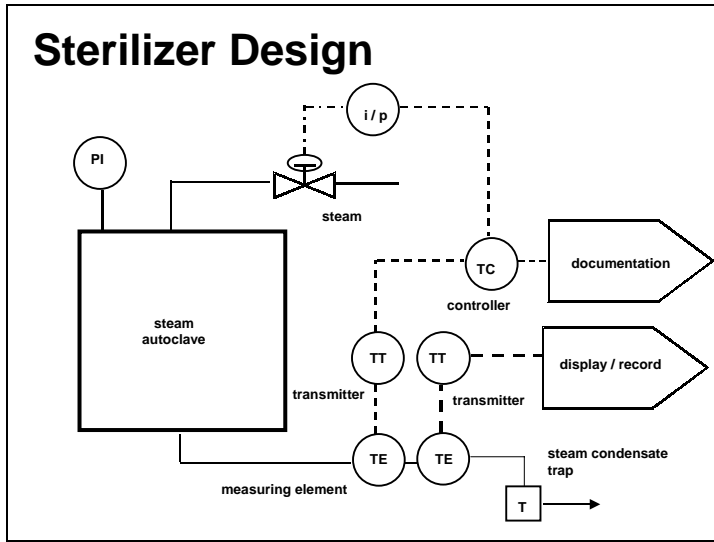 Sterilizer Design
i / p
PI
steam
TC
documentation
controller
steam
autoclave
TT
TT
display / record
transmitter
transmitter
TE
TE
steam condensate
trap
measuring element
T